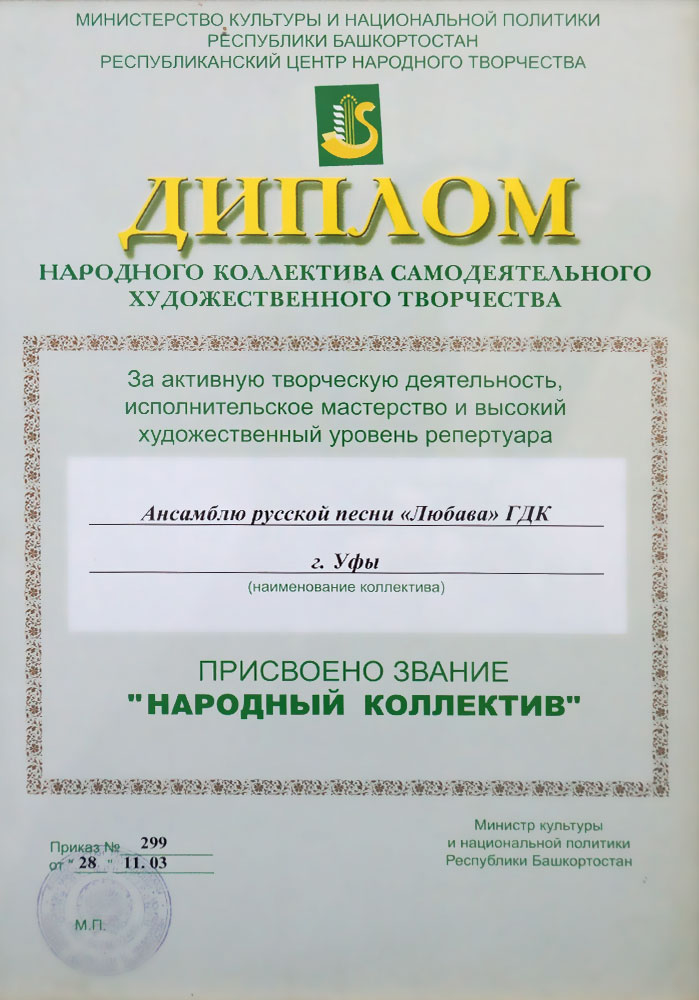 МИНИСТЕРСТВО КУЛЬТУРЫ И НАЦИОНАЛЬНОЙ ПОЛИТИКИ
РЕСПУБЛИКИ БАШКОРТОСТАН
РЕСПУБЛИКАНСКИЙ ЦЕНТР НАРОДНОГО ТВОРЧЕСТВА
ДИПЛОМ
НАРОДНОГО КОЛЛЕКТИВА САМОДЕЯТЕЛЬНОГО
ХУДОЖЕСТВЕННОГО ТВОРЧЕСТВА
За активную творческую деятельность,
исполнительское мастерство и высокий
художественный уровень репертуара
Ансамблю русской песни «Любава» ГДК
г. Уфы
(наименование коллектива)
ПРИСВОЕНО ЗВАНИЕ
"НАРОДНЫЙ КОЛЛЕКТИВ"
Приказ № 299
от "28" 11. 03
М.П.
Министр культуры
и национальной политики
Республики Башкортостан